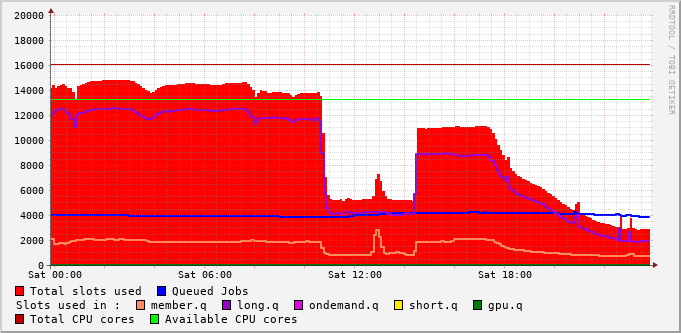 20000
18000
16000
14000
12000
10000
8000
6000
4000
2000
0
Sat 00:00 Sat 06:00 Sat 12:00 Sat 18:00
Total slots used Queued Jobs
Slots used in : member.q long.q ondemand.q short.q gpu.q
Total CPU cores Available CPU cores
RRDTOOL / TOBI OETIKER